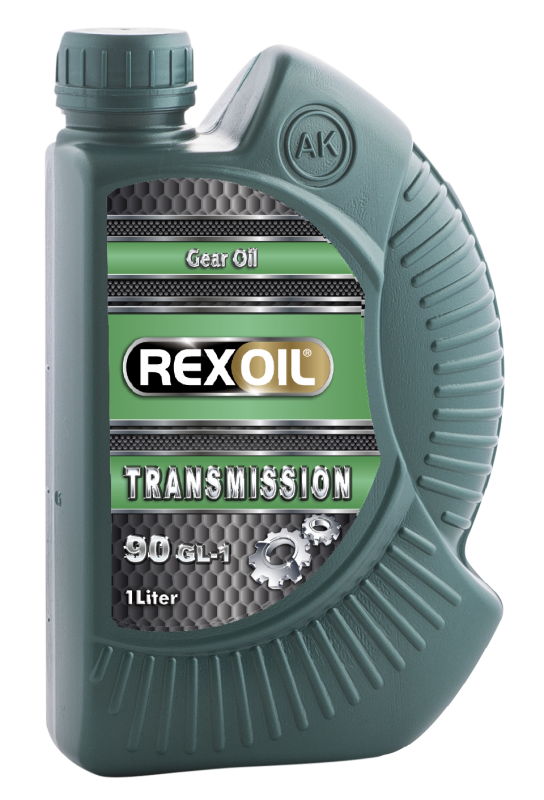 AK
Gear Oil
REXOIL®
TRANSMISSION
90 GL-1
1Liter